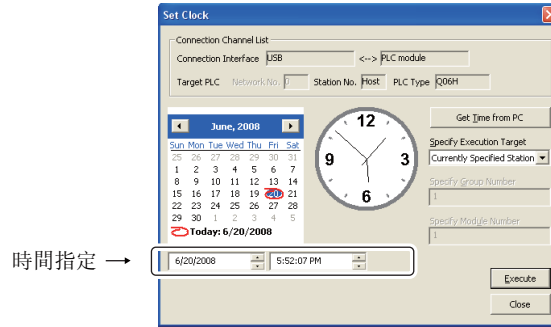 Set Clock
Connection Channel List
Connection Interface USB <--> PLC module
Target PLC Network No. 0 Station No. Host PLC Type Q06H
June, 2008
Sun Mon Tue Wed Thu Fri Sat
25 26 27 28 29 30 31
1 2 3 4 5 6 7
8 9 10 11 12 13 14
15 16 17 18 19 20 21
22 23 24 25 26 27 28
29 30 1 2 3 4 5
Today: 6/20/2008
12
9 3
6
Get Time from PC
Specify Execution Target
Currently Specified Station
Specify Group Number
1
Specify Module Number
1
時間指定 →
6/20/2008 5:52:07 PM
Execute
Close